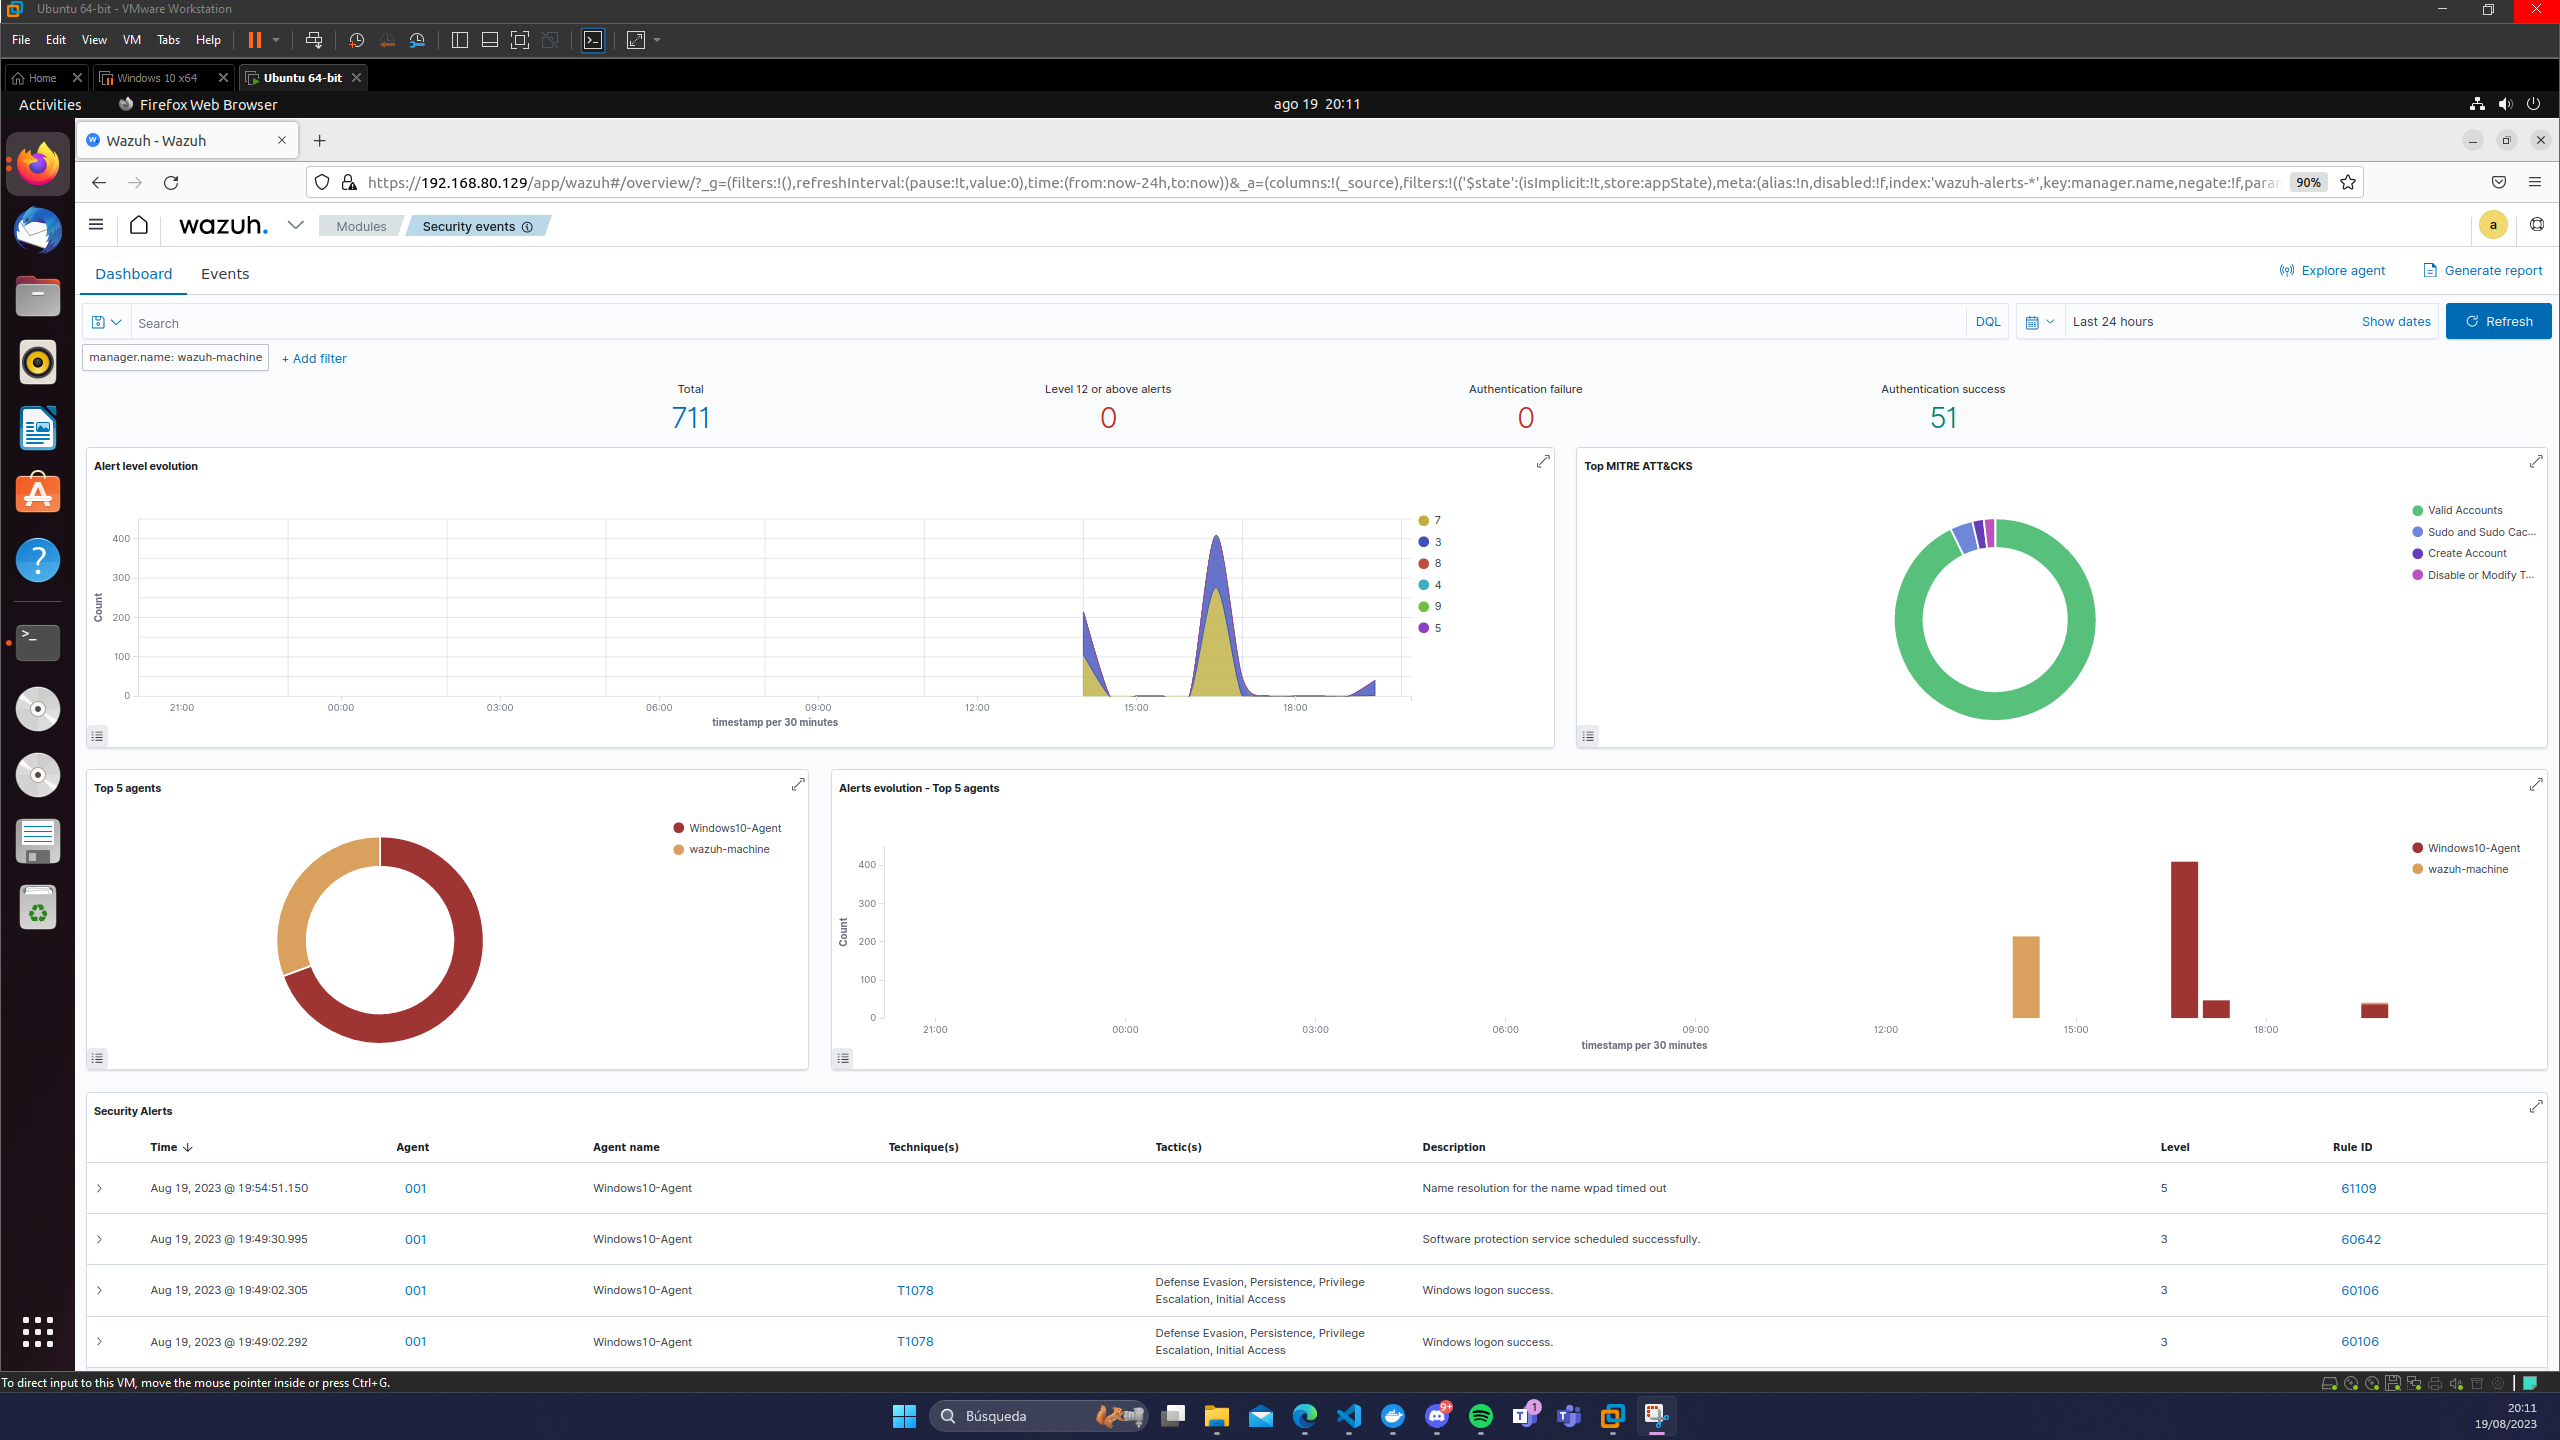 Ubuntu 64-bit - VMware Workstation
File Edit View VM Tabs Help
Home Windows 10 x64 Ubuntu 64-bit
Activities Firefox Web Browser ago 19 20:11
Wazuh - Wazuh
https://192.168.80.129/app/wazuh#/overview/?_g=(filters:!(),refreshInterval:(pause:!t,value:0),time:(from:now-24h,to:now))&_a=(columns:!(_source),filters:!(('$state':(isImplicit:!t,store:appState),meta:(alias:!n,disabled:!f,index:'wazuh-alerts-*',key:manager.name,negate:!f,param 90%
wazuh. Modules Security events a
Dashboard Events Explore agent Generate report
Search DQL Last 24 hours Show dates Refresh
manager.name: wazuh-machine + Add filter
Total Level 12 or above alerts Authentication failure Authentication success
711 0 0 51
Alert level evolution
Count
400
300
200
100
0
21:00 00:00 03:00 06:00 09:00 12:00 15:00 18:00
timestamp per 30 minutes
7
3
8
4
9
5
Top MITRE ATT&CKS
Valid Accounts
Sudo and Sudo Cac...
Create Account
Disable or Modify T...
Top 5 agents
Windows10-Agent
wazuh-machine
Alerts evolution - Top 5 agents
Count
400
300
200
100
0
21:00 00:00 03:00 06:00 09:00 12:00 15:00 18:00
timestamp per 30 minutes
Windows10-Agent
wazuh-machine
Security Alerts
Time Agent Agent name Technique(s) Tactic(s) Description Level Rule ID
Aug 19, 2023 @ 19:54:51.150 001 Windows10-Agent Name resolution for the name wpad timed out 5 61109
Aug 19, 2023 @ 19:49:30.995 001 Windows10-Agent Software protection service scheduled successfully. 3 60642
Aug 19, 2023 @ 19:49:02.305 001 Windows10-Agent T1078 Defense Evasion, Persistence, Privilege Escalation, Initial Access Windows logon success. 3 60106
Aug 19, 2023 @ 19:49:02.292 001 Windows10-Agent T1078 Defense Evasion, Persistence, Privilege Escalation, Initial Access Windows logon success. 3 60106
To direct input to this VM, move the mouse pointer inside or press Ctrl+G.
Búsqueda 9+ 1 20:11
19/08/2023